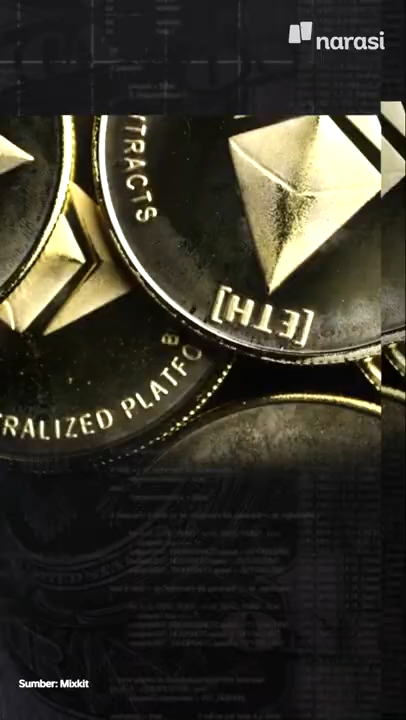 narasi
TRACTS
[ETH]
B
RALIZED PLATFO
Sumber: Mixkit